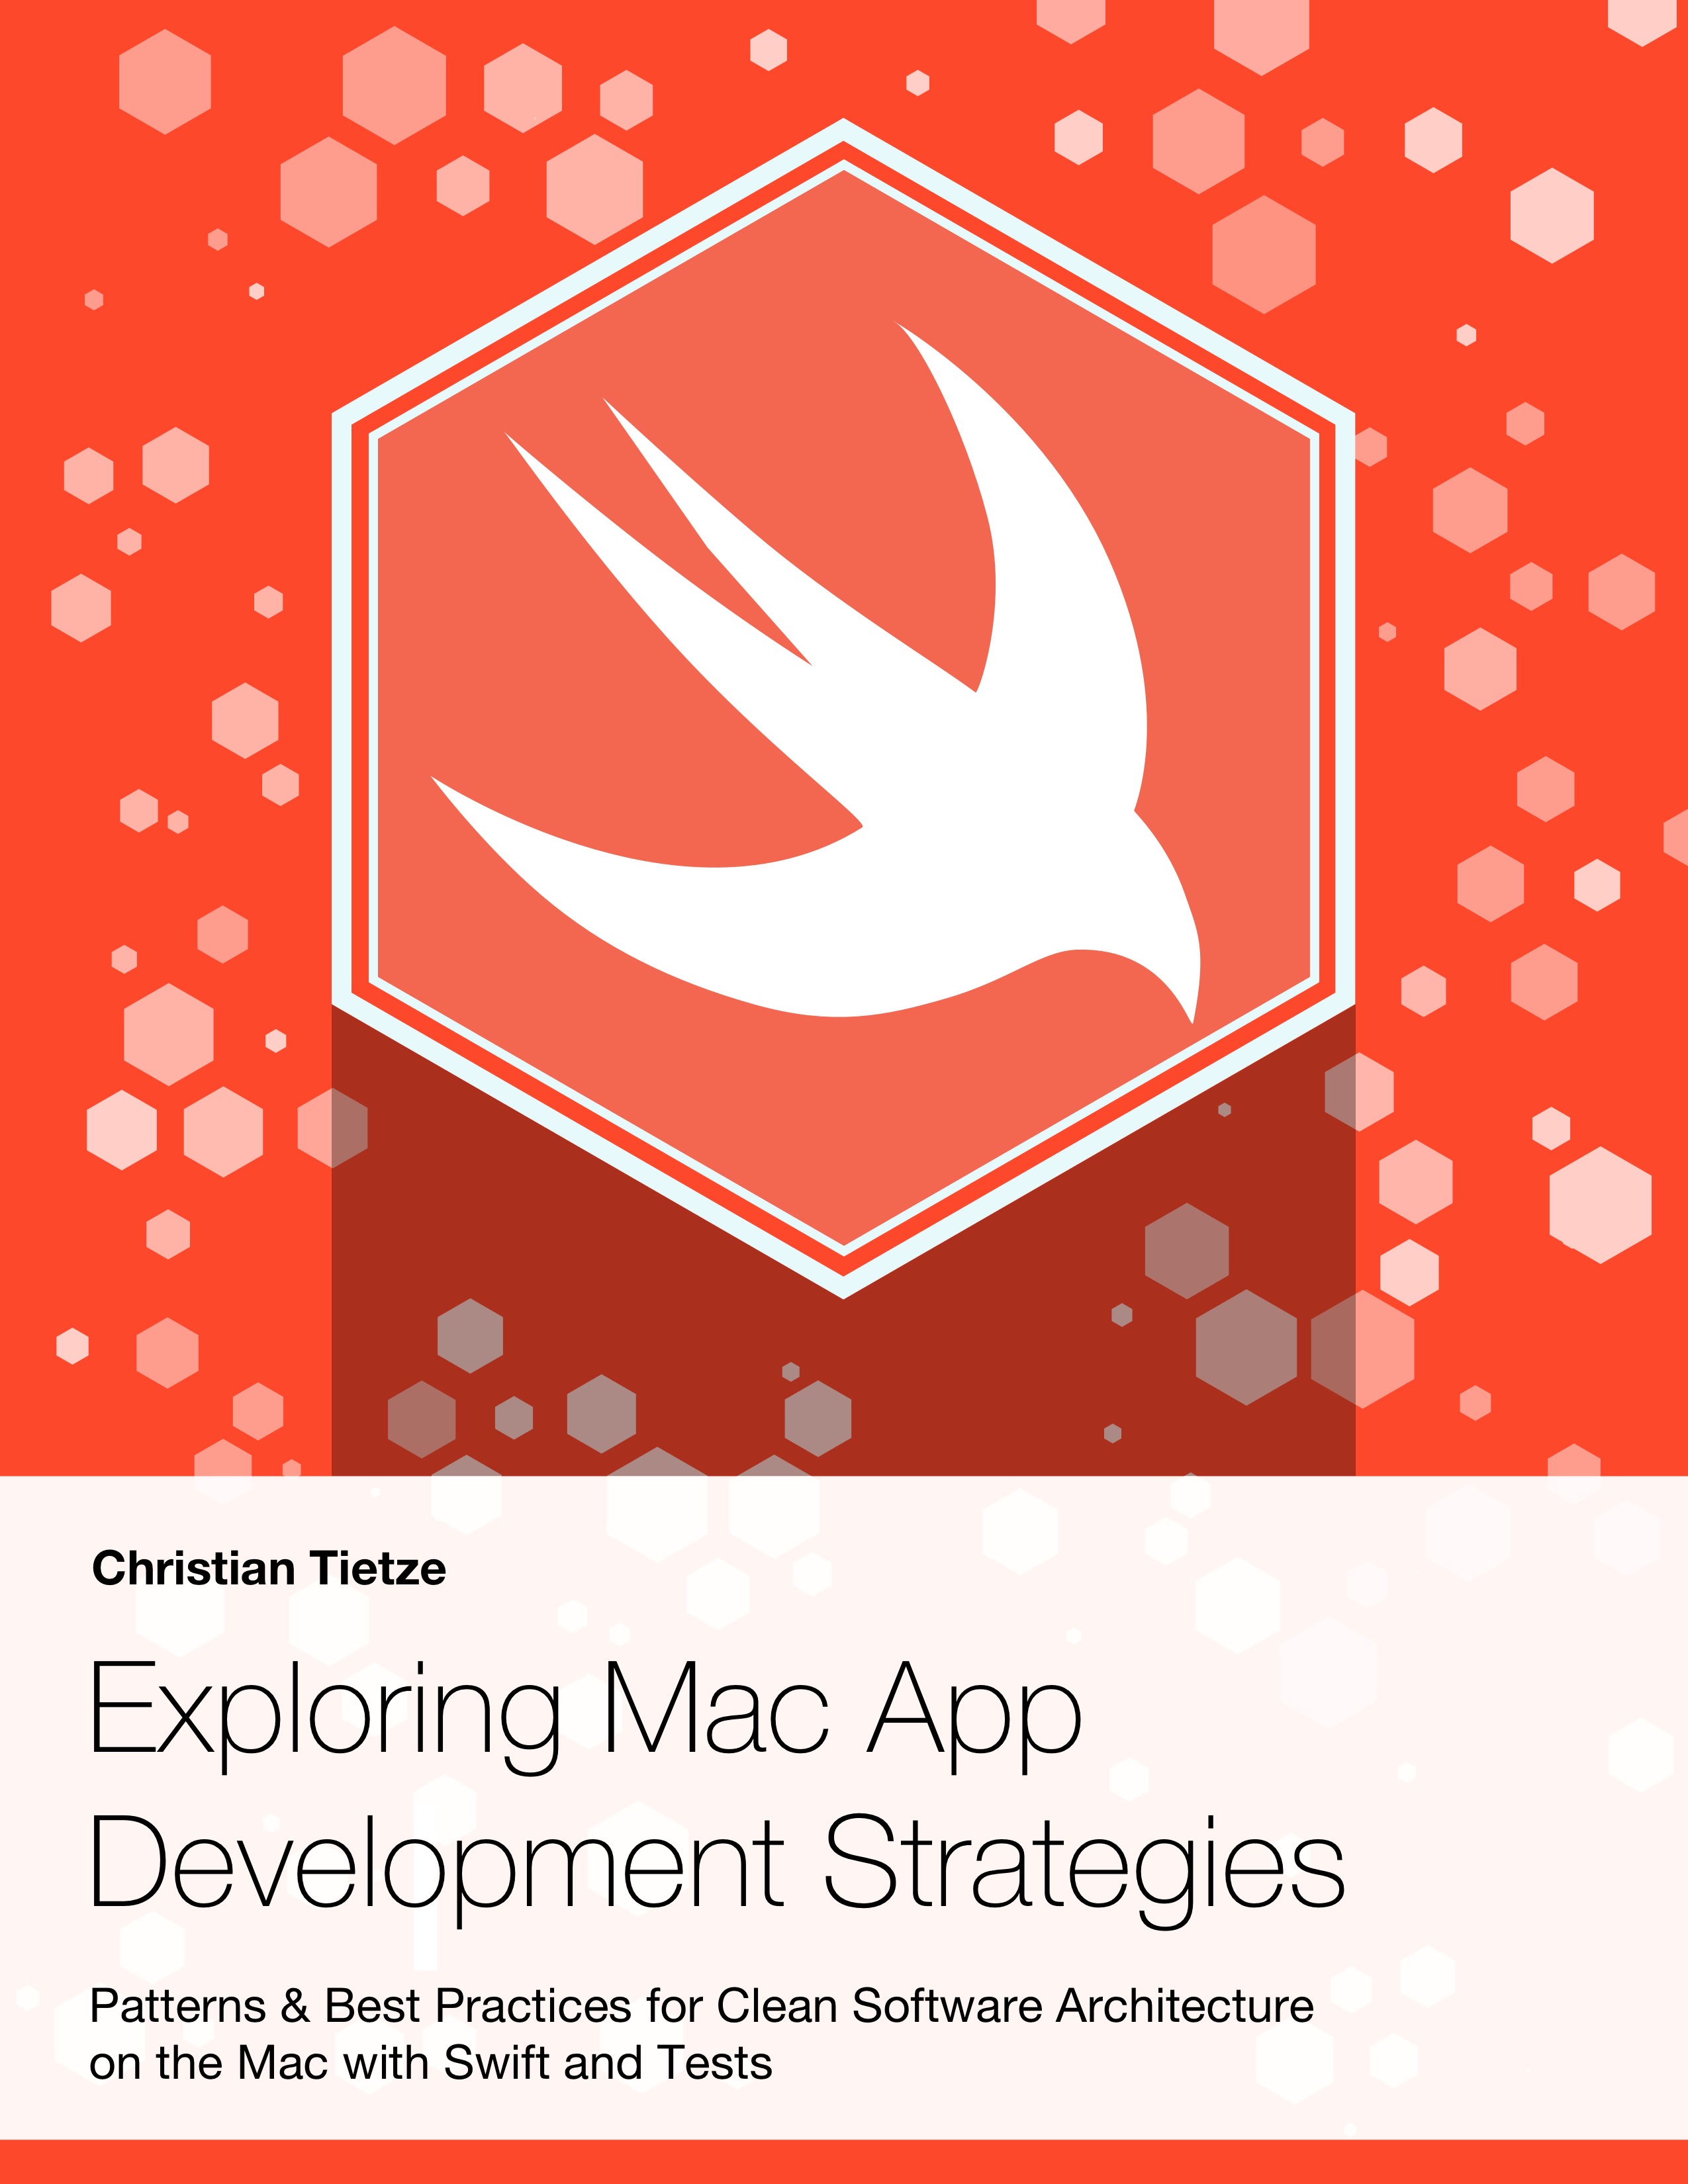 Christian Tietze
Exploring Mac App
Development Strategies
Patterns & Best Practices for Clean Software Architecture
on the Mac with Swift and Tests